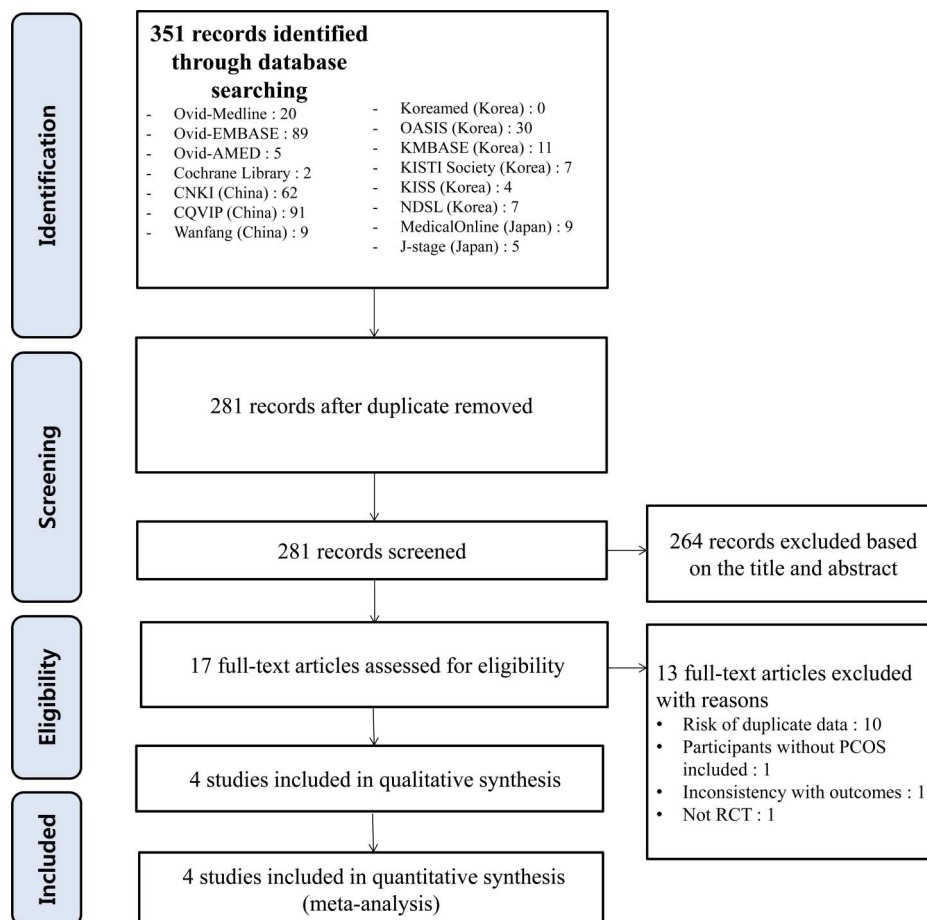 Identification
351 records identified
through database
searching
- Ovid-Medline : 20
- Ovid-EMBASE : 89
- Ovid-AMED : 5
- Cochrane Library : 2
- CNKI (China) : 62
- CQVIP (China) : 91
- Wanfang (China) : 9
- Koreamed (Korea) : 0
- OASIS (Korea) : 30
- KMBASE (Korea) : 11
- KISTI Society (Korea) : 7
- KISS (Korea) : 4
- NDSL (Korea) : 7
- MedicalOnline (Japan) : 9
- J-stage (Japan) : 5
Screening
281 records after duplicate removed
281 records screened
264 records excluded based
on the title and abstract
Eligibility
17 full-text articles assessed for eligibility
13 full-text articles excluded
with reasons
• Risk of duplicate data : 10
• Participants without PCOS
included : 1
• Inconsistency with outcomes : 1
• Not RCT : 1
4 studies included in qualitative synthesis
Included
4 studies included in quantitative synthesis
(meta-analysis)